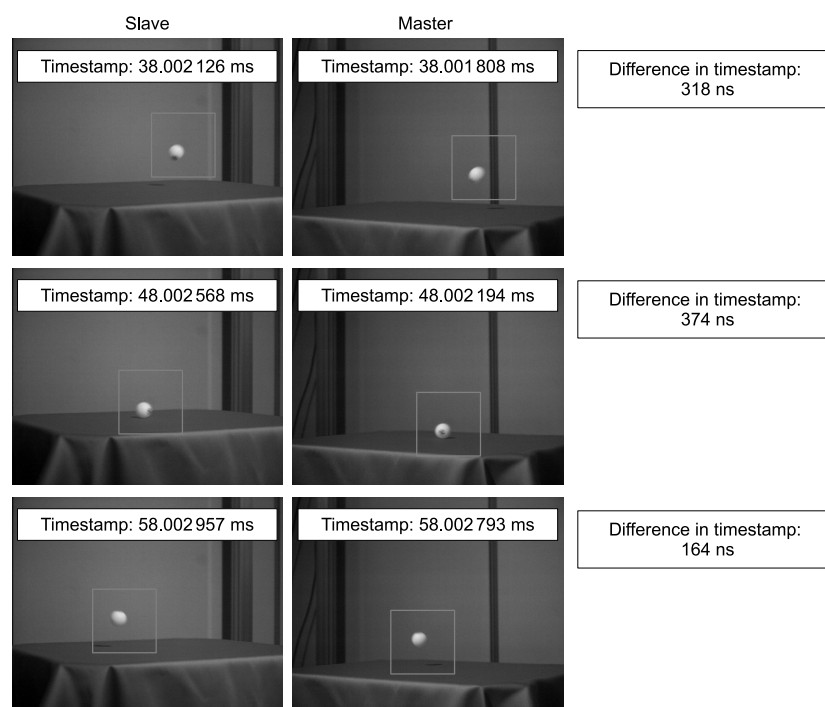 Slave
Master
Timestamp: 38.002 126 ms
Timestamp: 38.001 808 ms
Difference in timestamp:
318 ns
Timestamp: 48.002 568 ms
Timestamp: 48.002 194 ms
Difference in timestamp:
374 ns
Timestamp: 58.002 957 ms
Timestamp: 58.002 793 ms
Difference in timestamp:
164 ns